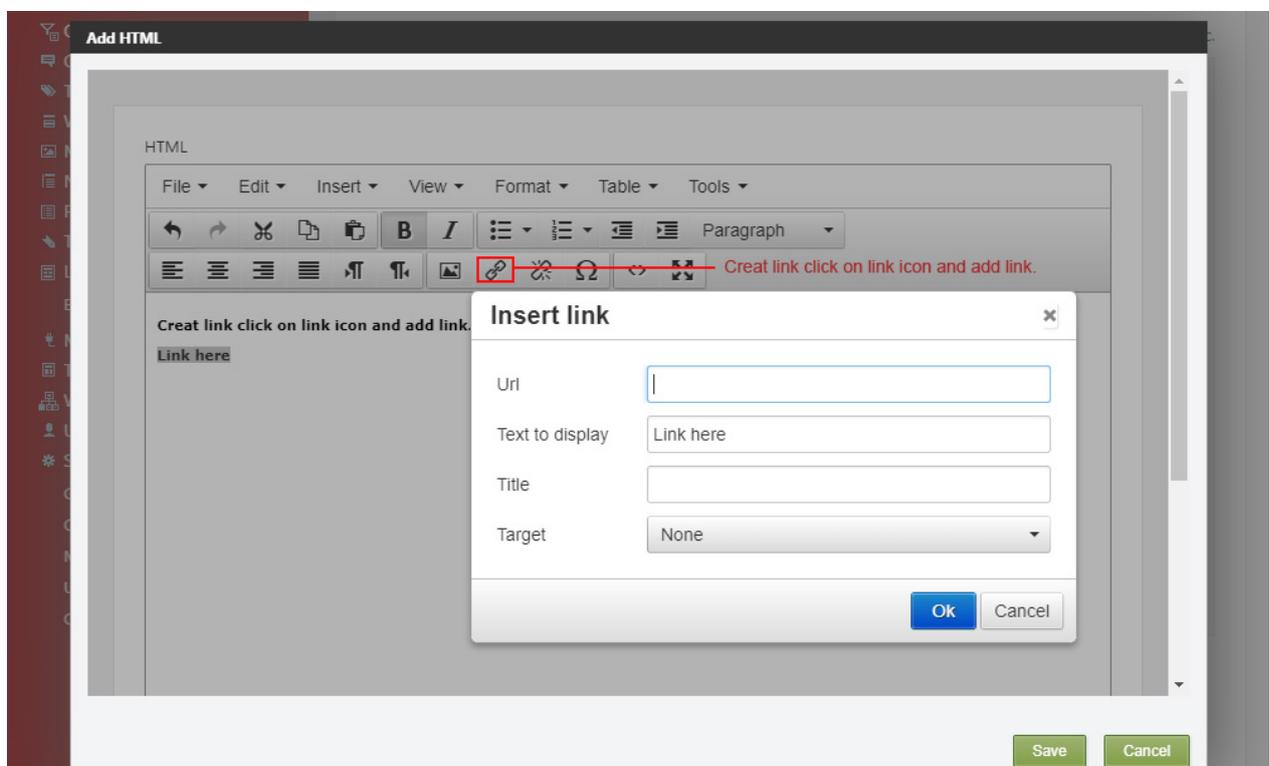 Add HTML
HTML
File Edit Insert View Format Table Tools
B I Paragraph
Creat link click on link icon and add link.
Creat link click on link icon and add link.
Link here
Insert link
Url
Text to display Link here
Title
Target None
Ok Cancel
Save Cancel